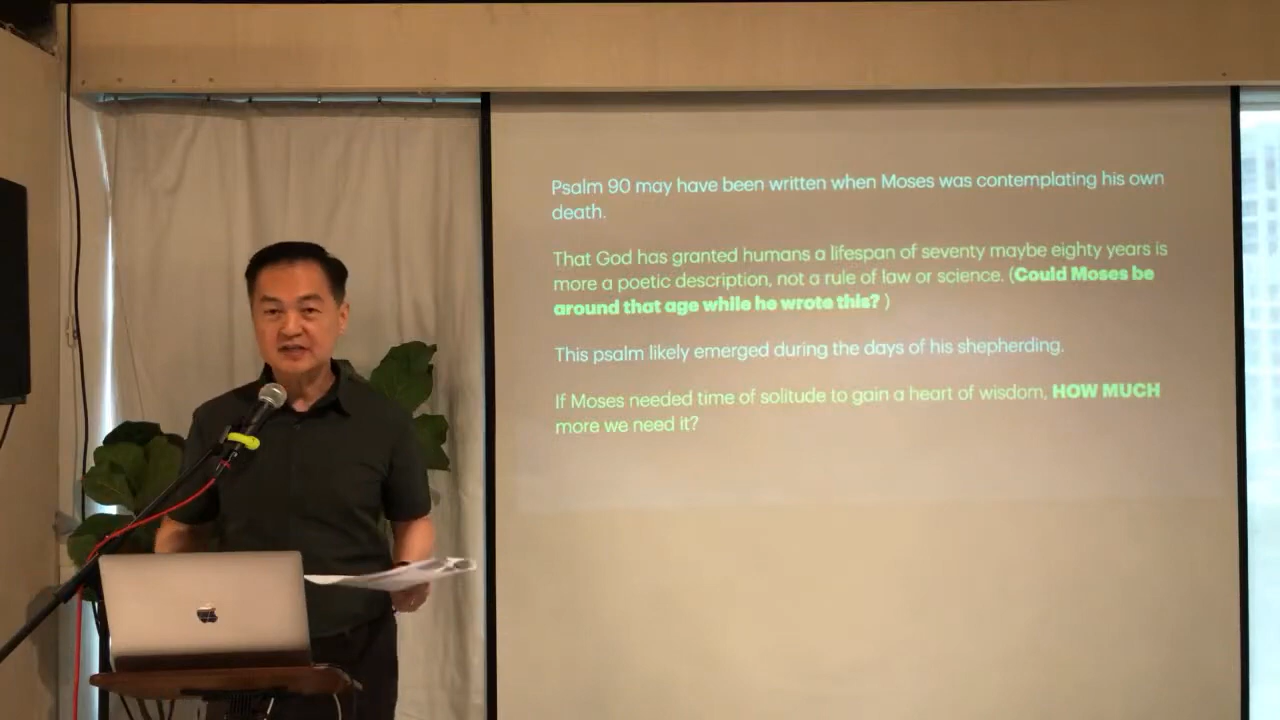 Psalm 90 may have been written when Moses was contemplating his own
death.
That God has granted humans a lifespan of seventy maybe eighty years is
more a poetic description, not a rule of law or science. (Could Moses be
around that age while he wrote this? )
This psalm likely emerged during the days of his shepherding.
If Moses needed time of solitude to gain a heart of wisdom, HOW MUCH
more we need it?